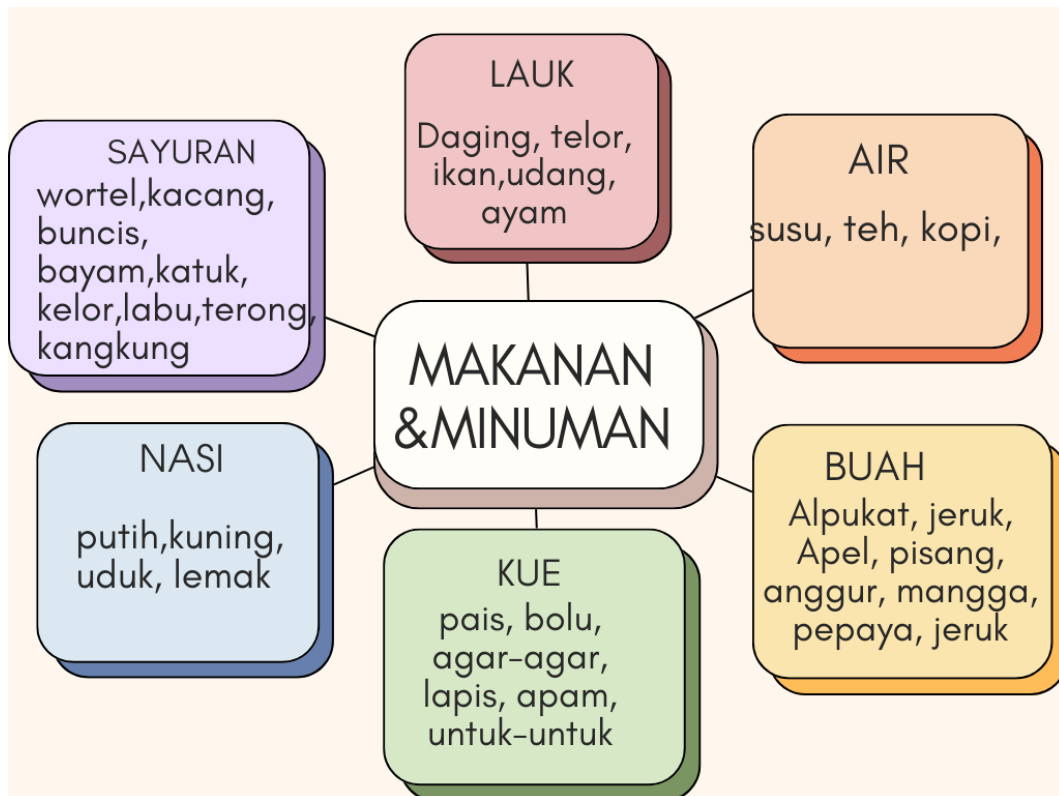 LAUK
Daging, telor,
ikan,udang,
ayam
SAYURAN
wortel,kacang,
buncis,
bayam,katuk,
kelor,labu,terong,
kangkung
AIR
susu, teh, kopi,
MAKANAN
&MINUMAN
NASI
putih,kuning,
uduk, lemak
KUE
pais, bolu,
agar-agar,
lapis, apam,
untuk-untuk
BUAH
Alpukat, jeruk,
Apel, pisang,
anggur, mangga,
pepaya, jeruk